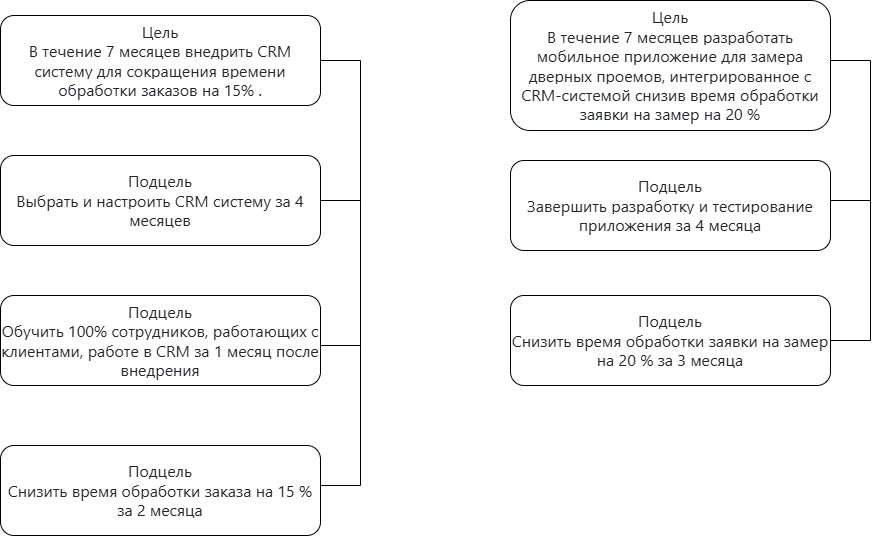 Цель
В течение 7 месяцев внедрить CRM
систему для сокращения времени
обработки заказов на 15% .
Подцель
Выбрать и настроить CRM систему за 4
месяцев
Подцель
Обучить 100% сотрудников, работающих с
клиентами, работе в CRM за 1 месяц после
внедрения
Подцель
Снизить время обработки заказа на 15 %
за 2 месяца
Цель
В течение 7 месяцев разработать
мобильное приложение для замера
дверных проемов, интегрированное с
CRM-системой снизив время обработки
заявки на замер на 20 %
Подцель
Завершить разработку и тестирование
приложения за 4 месяца
Подцель
Снизить время обработки заявки на замер
на 20 % за 3 месяца